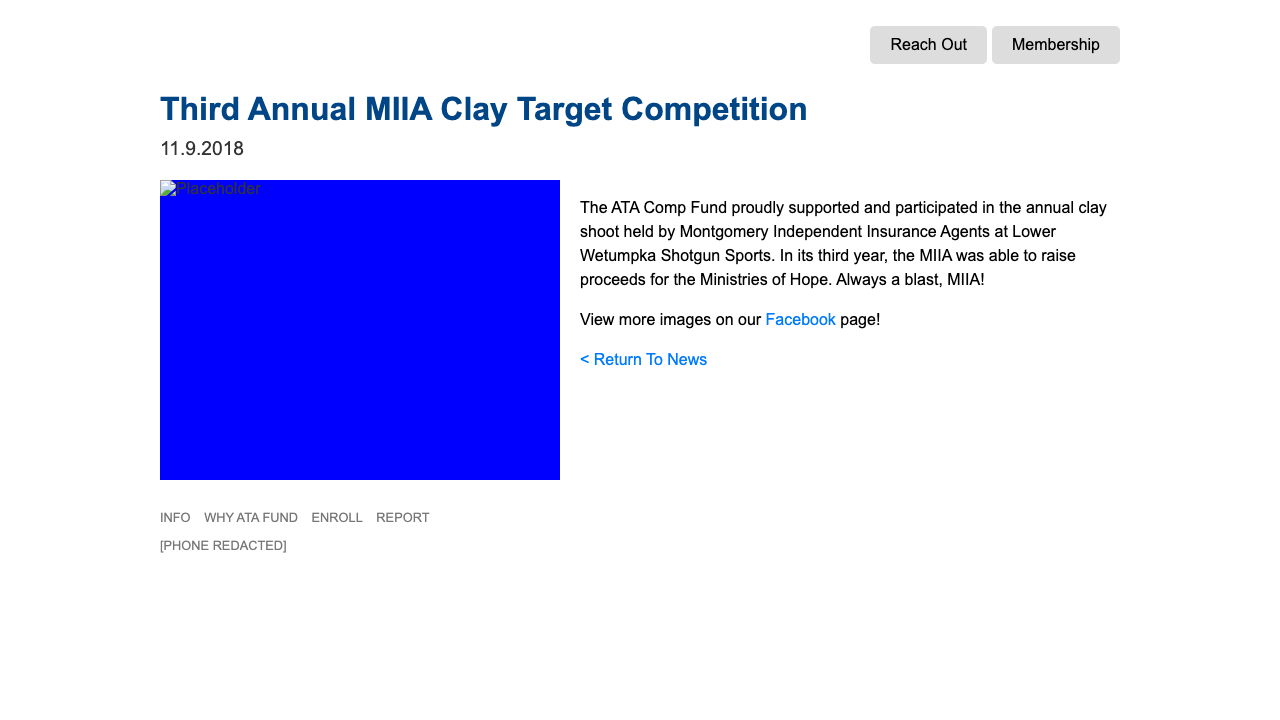 Reach Out Membership
Third Annual MIIA Clay Target Competition
11.9.2018
Placeholder
The ATA Comp Fund proudly supported and participated in the annual clay
shoot held by Montgomery Independent Insurance Agents at Lower
Wetumpka Shotgun Sports. In its third year, the MIIA was able to raise
proceeds for the Ministries of Hope. Always a blast, MIIA!
View more images on our Facebook page!
< Return To News
INFO WHY ATA FUND ENROLL REPORT
[PHONE REDACTED]